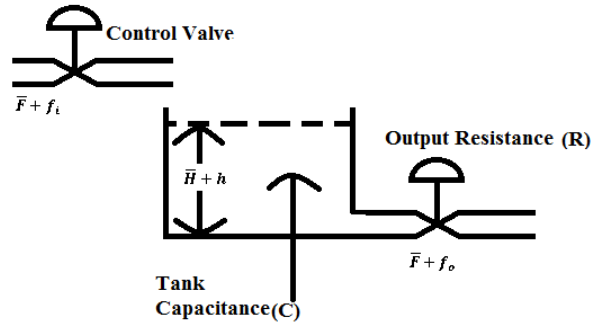 Control Valve
F̅ + fᵢ
Output Resistance (R)
H̅ + h
F̅ + fₒ
Tank
Capacitance(C)